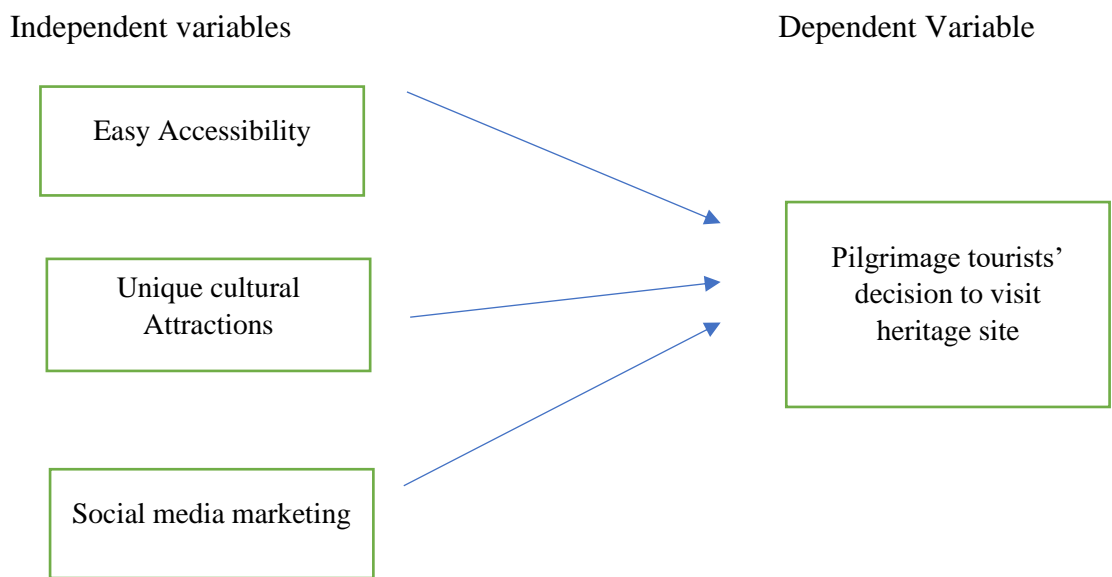 Independent variables
Dependent Variable
Easy Accessibility
Unique cultural
Attractions
Social media marketing
Pilgrimage tourists’
decision to visit
heritage site